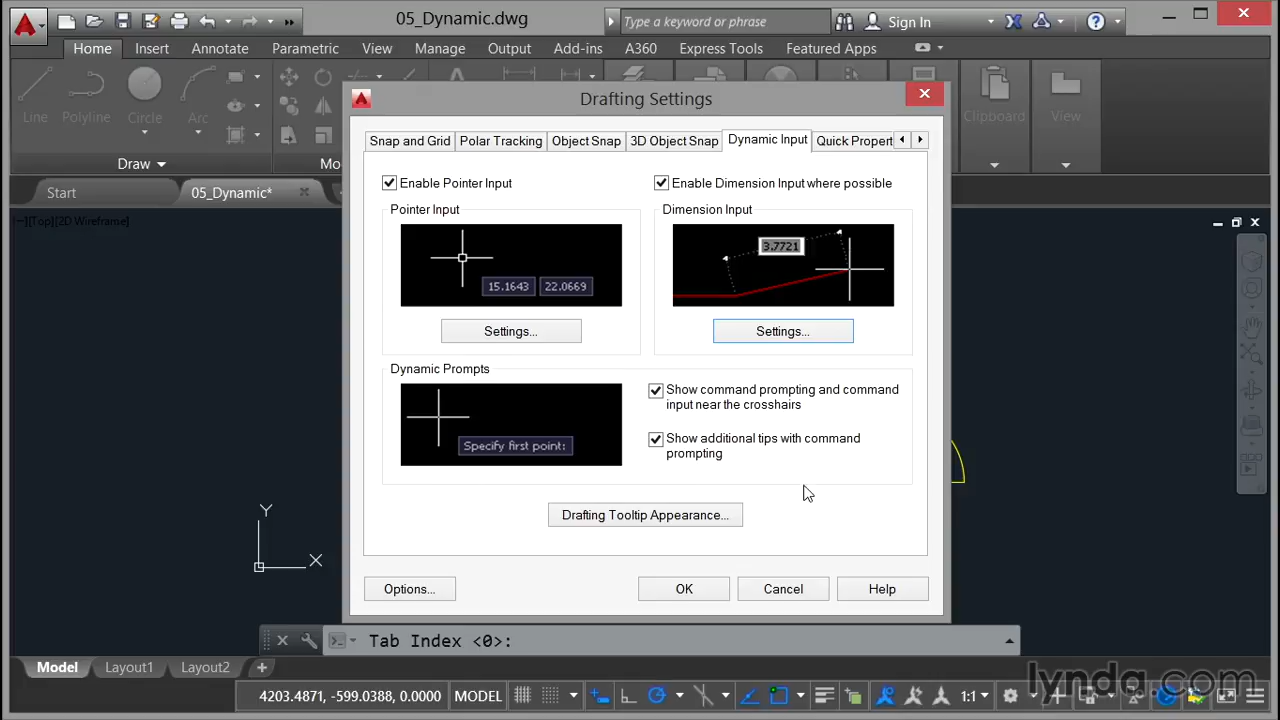 05_Dynamic.dwg
Type a keyword or phrase
Sign In
Home Insert Annotate Parametric View Manage Output Add-ins A360 Express Tools Featured Apps
Line Polyline Circle Arc
Clipboard View
Draw
Mo
Start 05_Dynamic*
[−][Top][2D Wireframe]
Drafting Settings
Snap and Grid Polar Tracking Object Snap 3D Object Snap Dynamic Input Quick Propert
Enable Pointer Input
Enable Dimension Input where possible
Pointer Input
Dimension Input
15.1643 22.0669
3.7721
Settings...
Settings...
Dynamic Prompts
Specify first point:
Show command prompting and command
input near the crosshairs
Show additional tips with command
prompting
Drafting Tooltip Appearance...
Options... OK Cancel Help
Y
X
Tab Index <0>:
Model Layout1 Layout2 +
4203.4871, -599.0388, 0.0000 MODEL
1:1
lynda.com